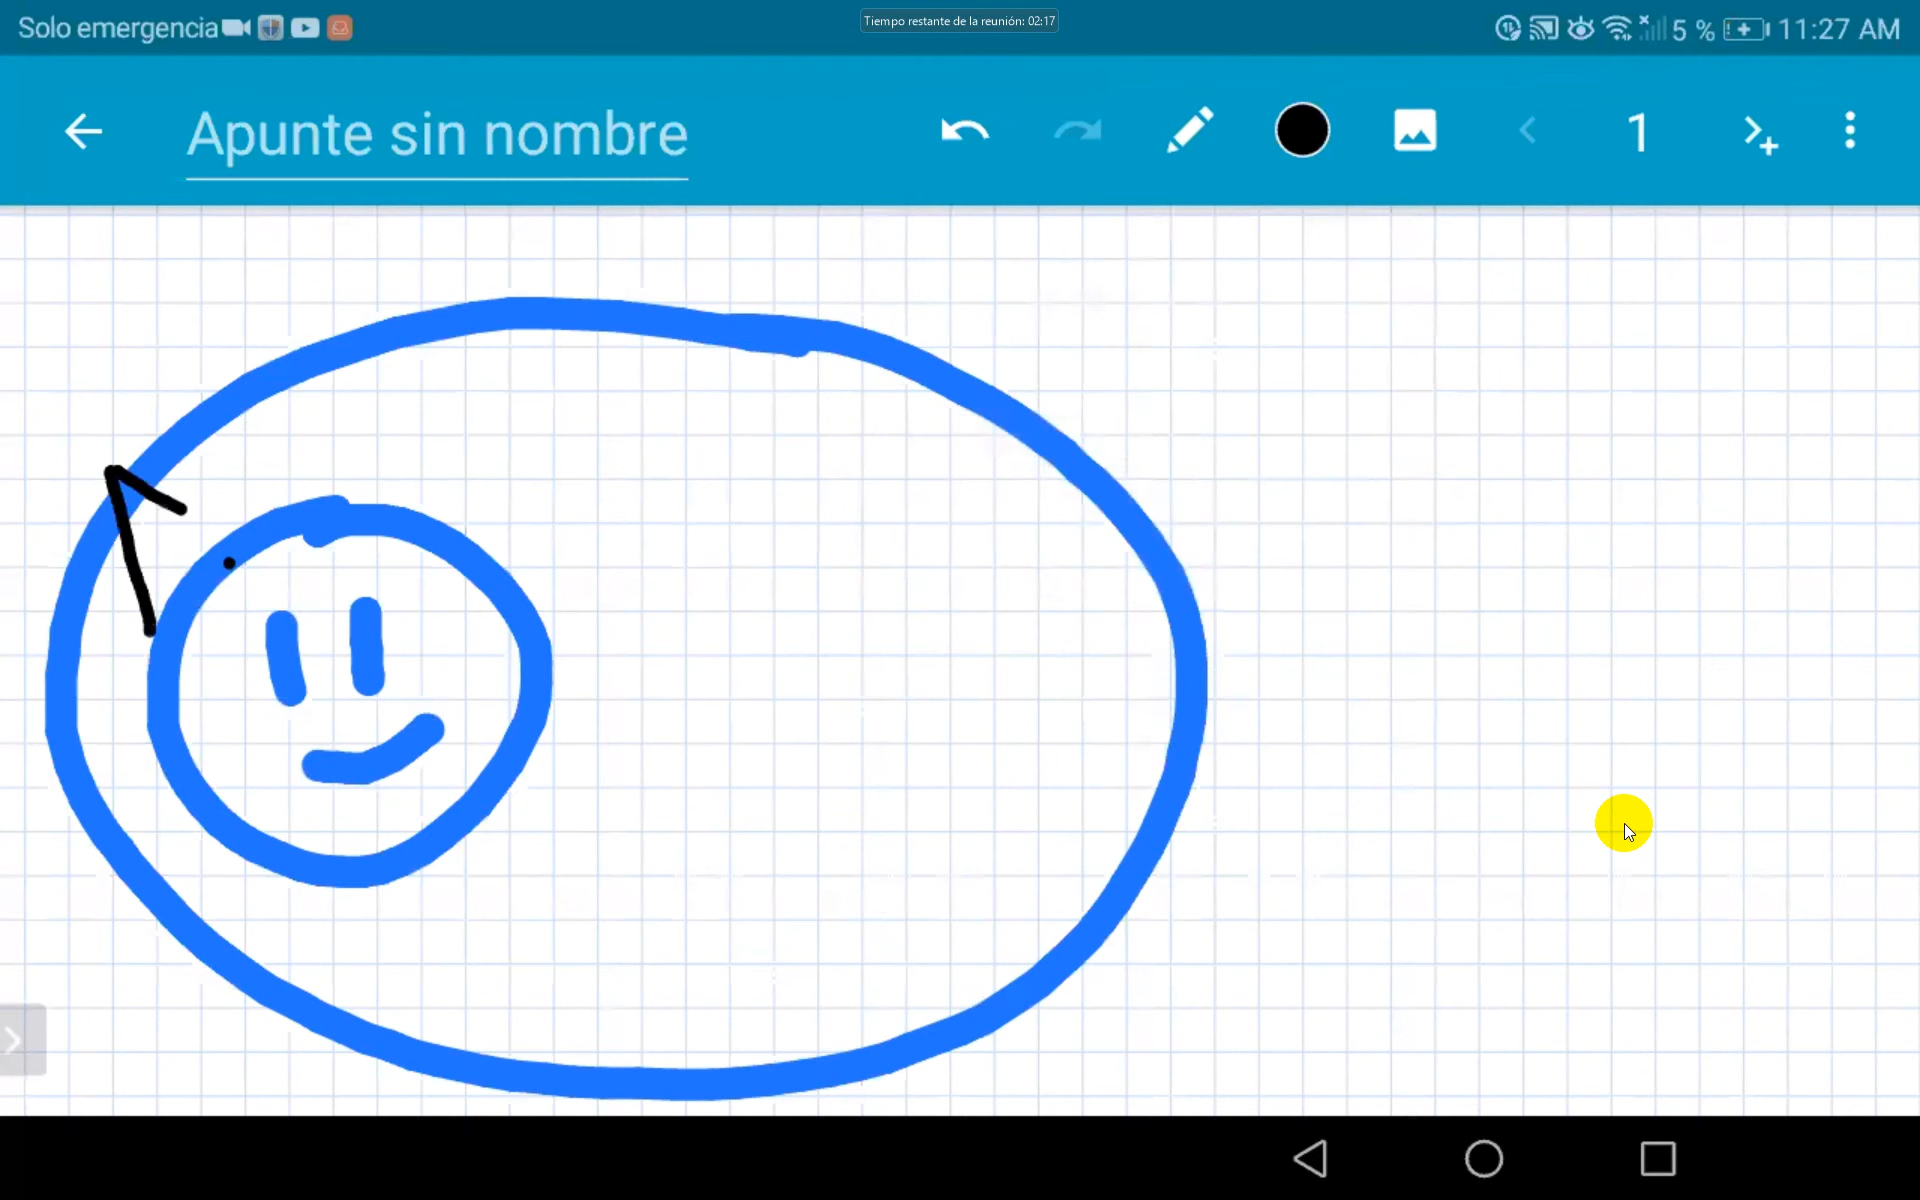 Solo emergencia
Tiempo restante de la reunión: 02:17
5 % 11:27 AM
Apunte sin nombre
1